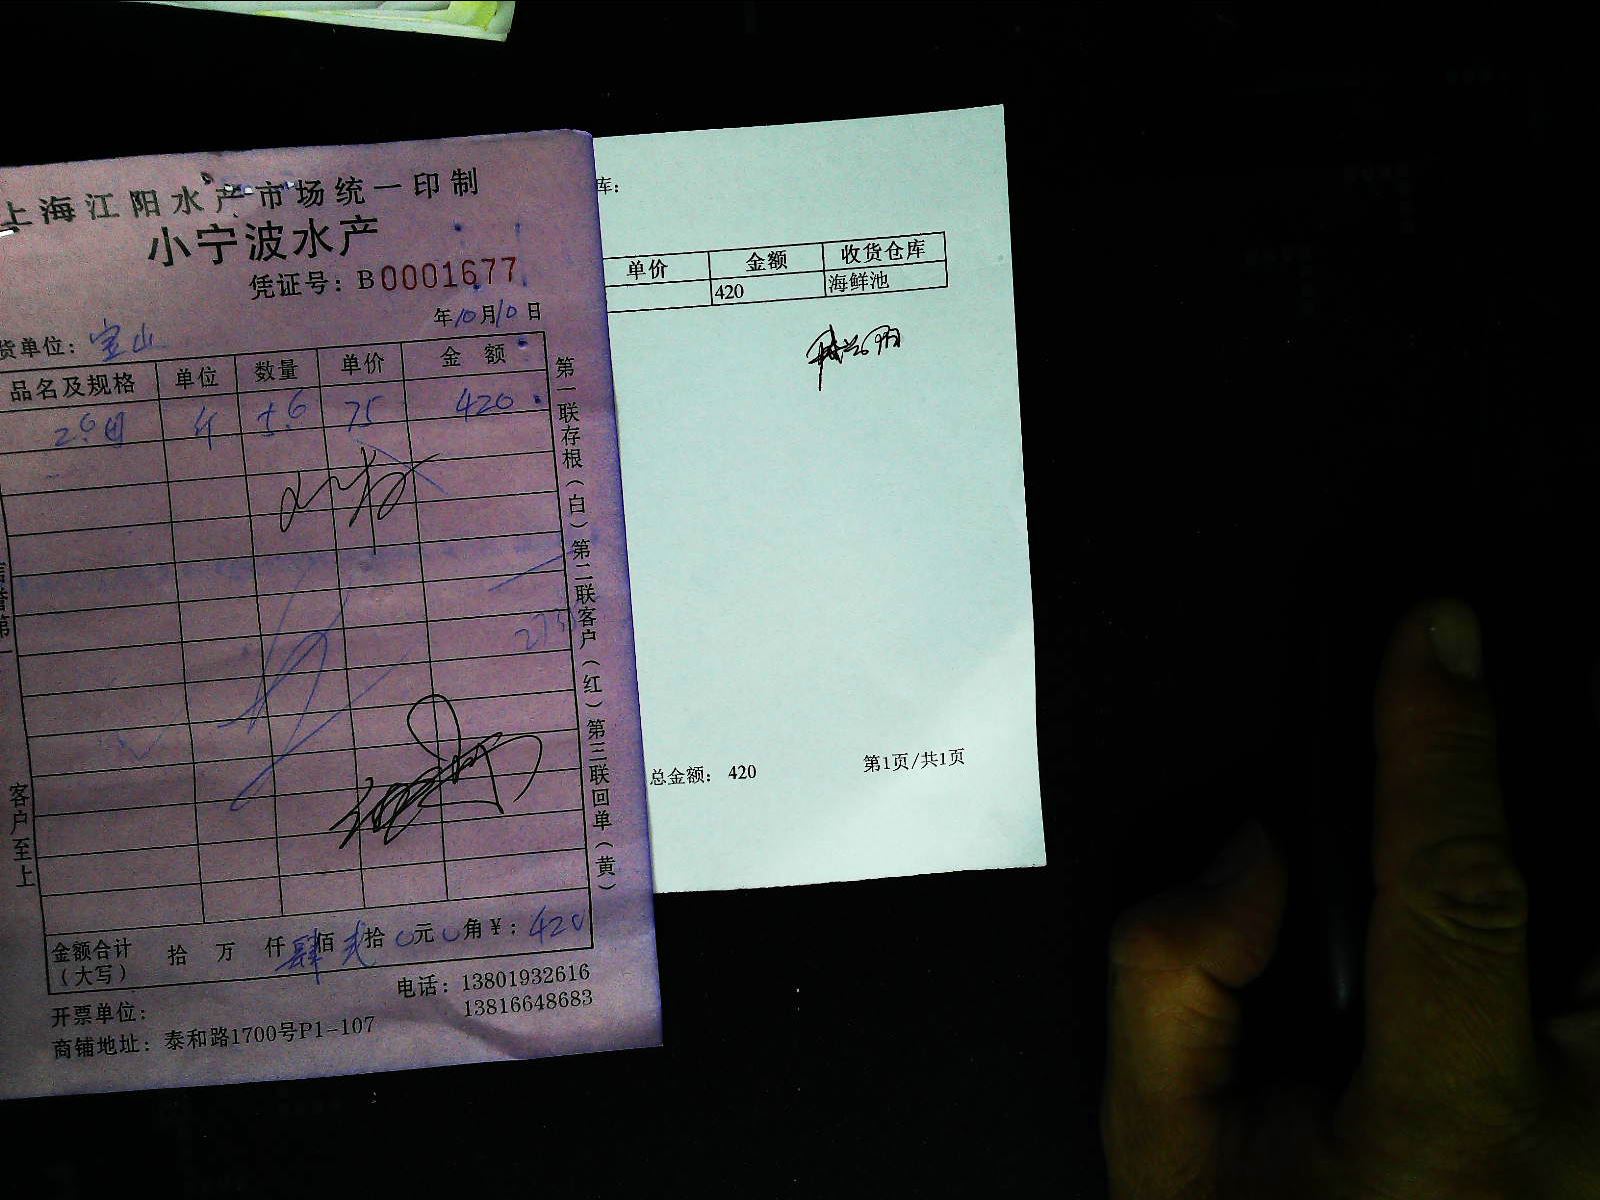 上海江阳水产市场统一印制
小宁波水产
凭证号：B0001677
年10月10日
货单位：宝山
品名及规格 单位 数量 单价 金额
斤 5.6 75 420
第一联存根（白）第二联客户（红）第三联回单（黄）
客户至上
金额合计（大写） 拾 万 仟 肆佰 贰拾 0元 0角 ¥：420
电话：13801932616
13816648683
开票单位：
商铺地址：泰和路1700号P1-107
库：
单价 金额 收货仓库
420 海鲜池
总金额： 420 第1页/共1页